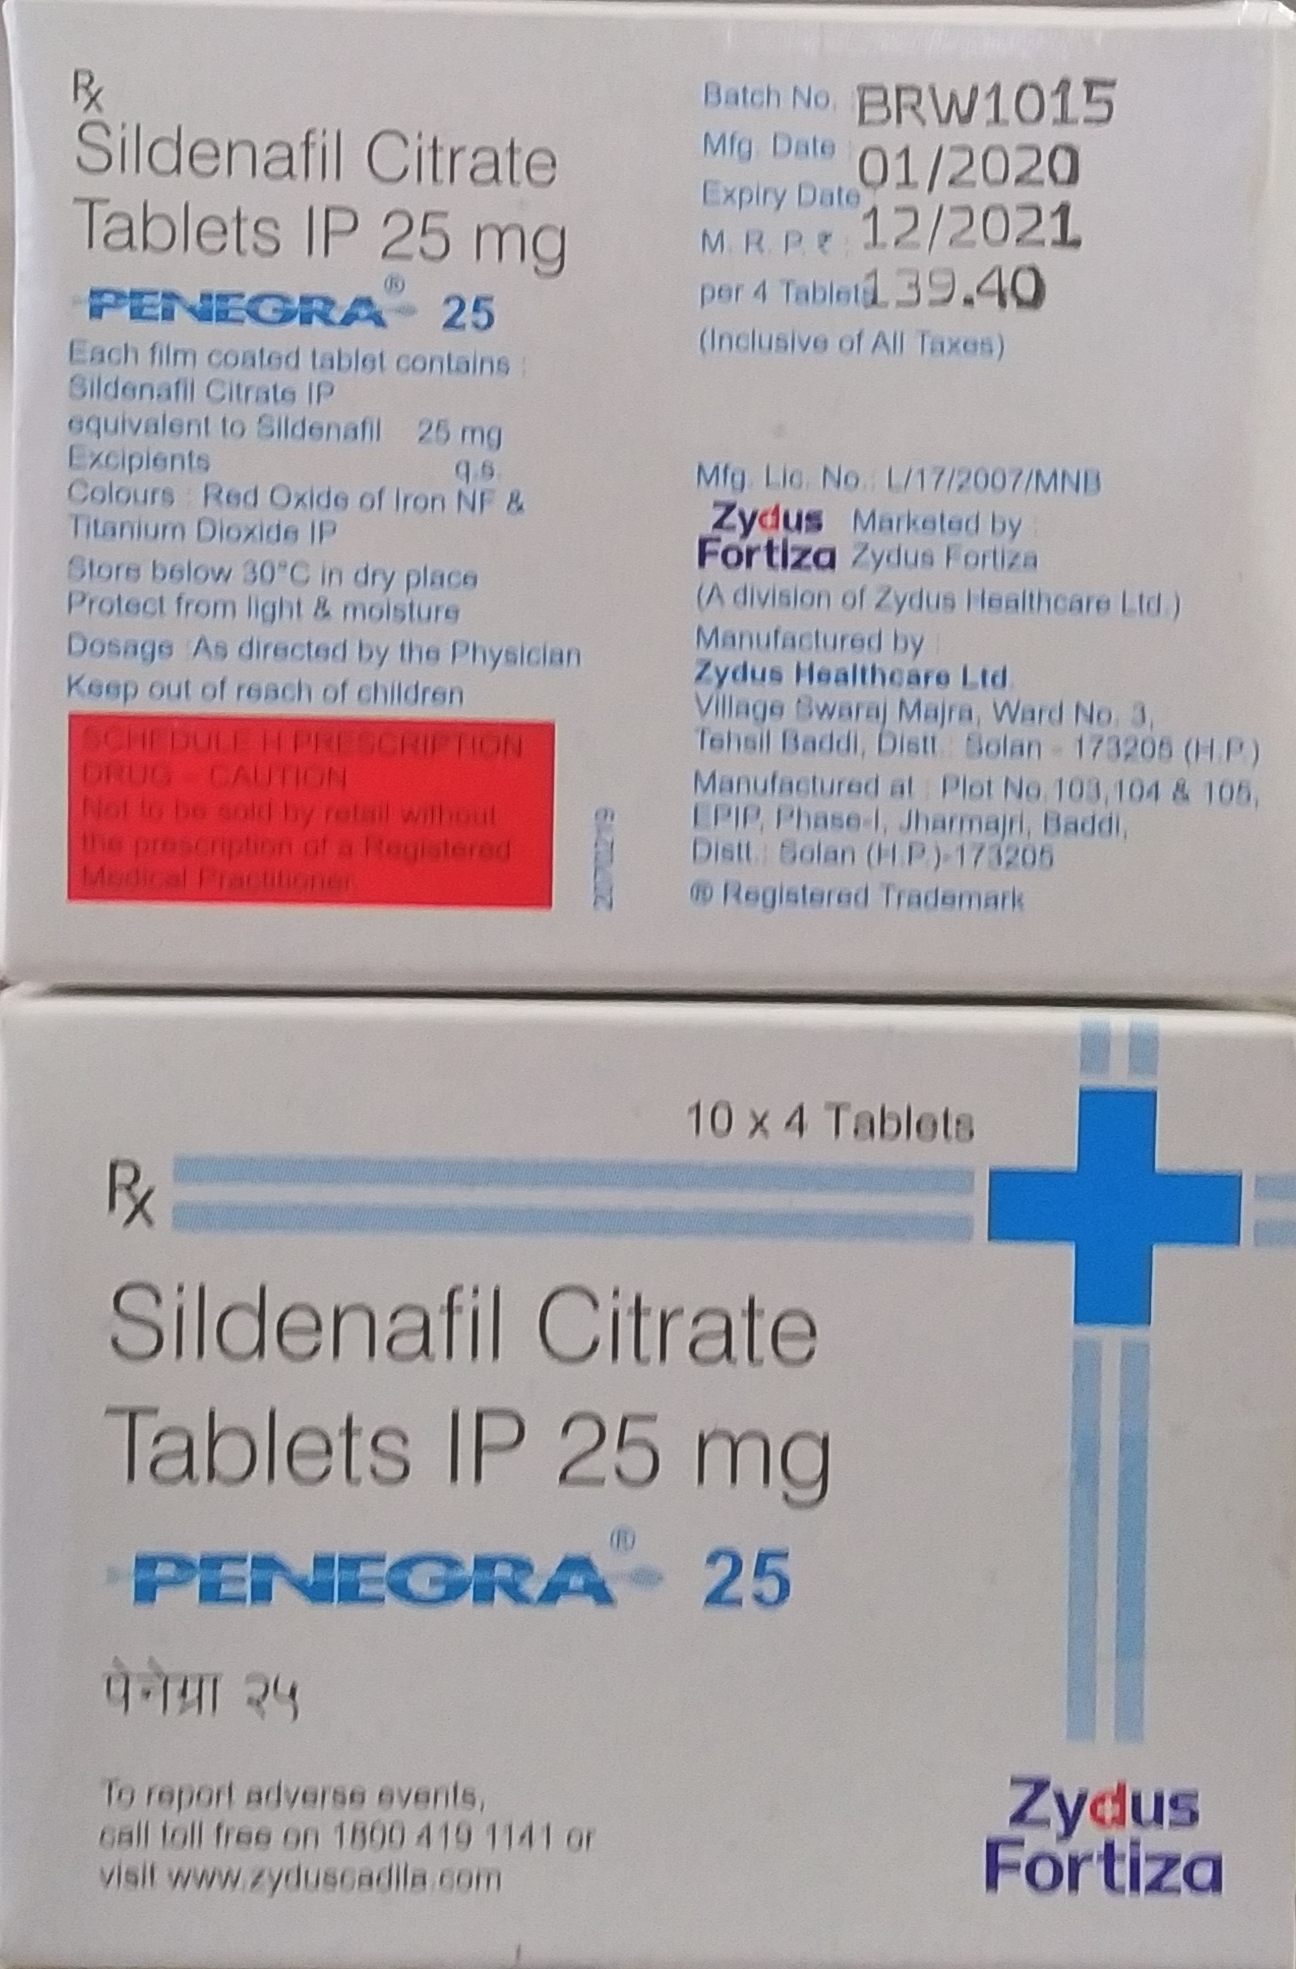 Rx
Sildenafil Citrate
Tablets IP 25 mg
PENEGRA® 25
Each film coated tablet contains :
Sildenafil Citrate IP
equivalent to Sildenafil 25 mg
Excipients q.s.
Colours : Red Oxide of Iron NF &
Titanium Dioxide IP
Store below 30°C in dry place
Protect from light & moisture
Dosage : As directed by the Physician
Keep out of reach of children
SCHEDULE H PRESCRIPTION
DRUG - CAUTION
Not to be sold by retail without
the prescription of a Registered
Medical Practitioner.
Batch No. BRW1015
Mfg. Date 01/2020
Expiry Date 12/2021
M. R. P. ₹ :
per 4 Tablets 139.40
(Inclusive of All Taxes)
Mfg. Lic. No.: L/17/2007/MNB
Zydus
Fortiza
Marketed by :
Zydus Fortiza
(A division of Zydus Healthcare Ltd.)
Manufactured by :
Zydus Healthcare Ltd.
Village Swaraj Majra, Ward No. 3,
Tehsil Baddi, Distt.: Solan - 173205 (H.P.)
Manufactured at : Plot No.103,104 & 105,
EPIP, Phase-I, Jharmajri, Baddi,
Distt.: Solan (H.P.)-173205
® Registered Trademark
10 x 4 Tablets
Rx
Sildenafil Citrate
Tablets IP 25 mg
PENEGRA® 25
पेनेग्रा २५
To report adverse events,
call toll free on 1800 419 1141 or
visit www.zyduscadila.com
Zydus
Fortiza